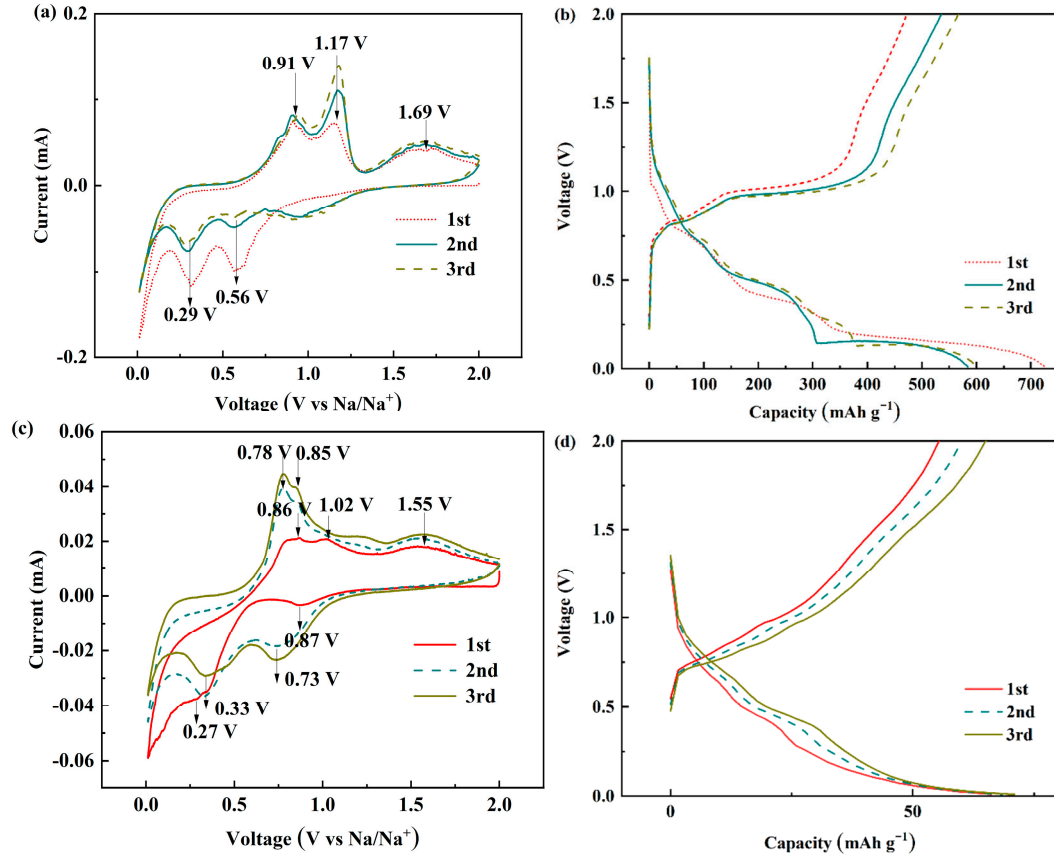 (a)
0.2
0.0
-0.2
Current (mA)
0.91 V
1.17 V
1.69 V
0.29 V
0.56 V
1st
2nd
3rd
0.0 0.5 1.0 1.5 2.0
Voltage (V vs Na/Na⁺)
(b)
2.0
1.5
1.0
0.5
0.0
Voltage (V)
1st
2nd
3rd
0 100 200 300 400 500 600 700
Capacity (mAh g⁻¹)
(c)
0.06
0.04
0.02
0.00
-0.02
-0.04
-0.06
Current (mA)
0.78 V 0.85 V
0.86 V
1.02 V
1.55 V
0.87 V
0.73 V
0.33 V
0.27 V
1st
2nd
3rd
0.0 0.5 1.0 1.5 2.0
Voltage (V vs Na/Na⁺)
(d)
2.0
1.5
1.0
0.5
0.0
Voltage (V)
1st
2nd
3rd
0 50
Capacity (mAh g⁻¹)